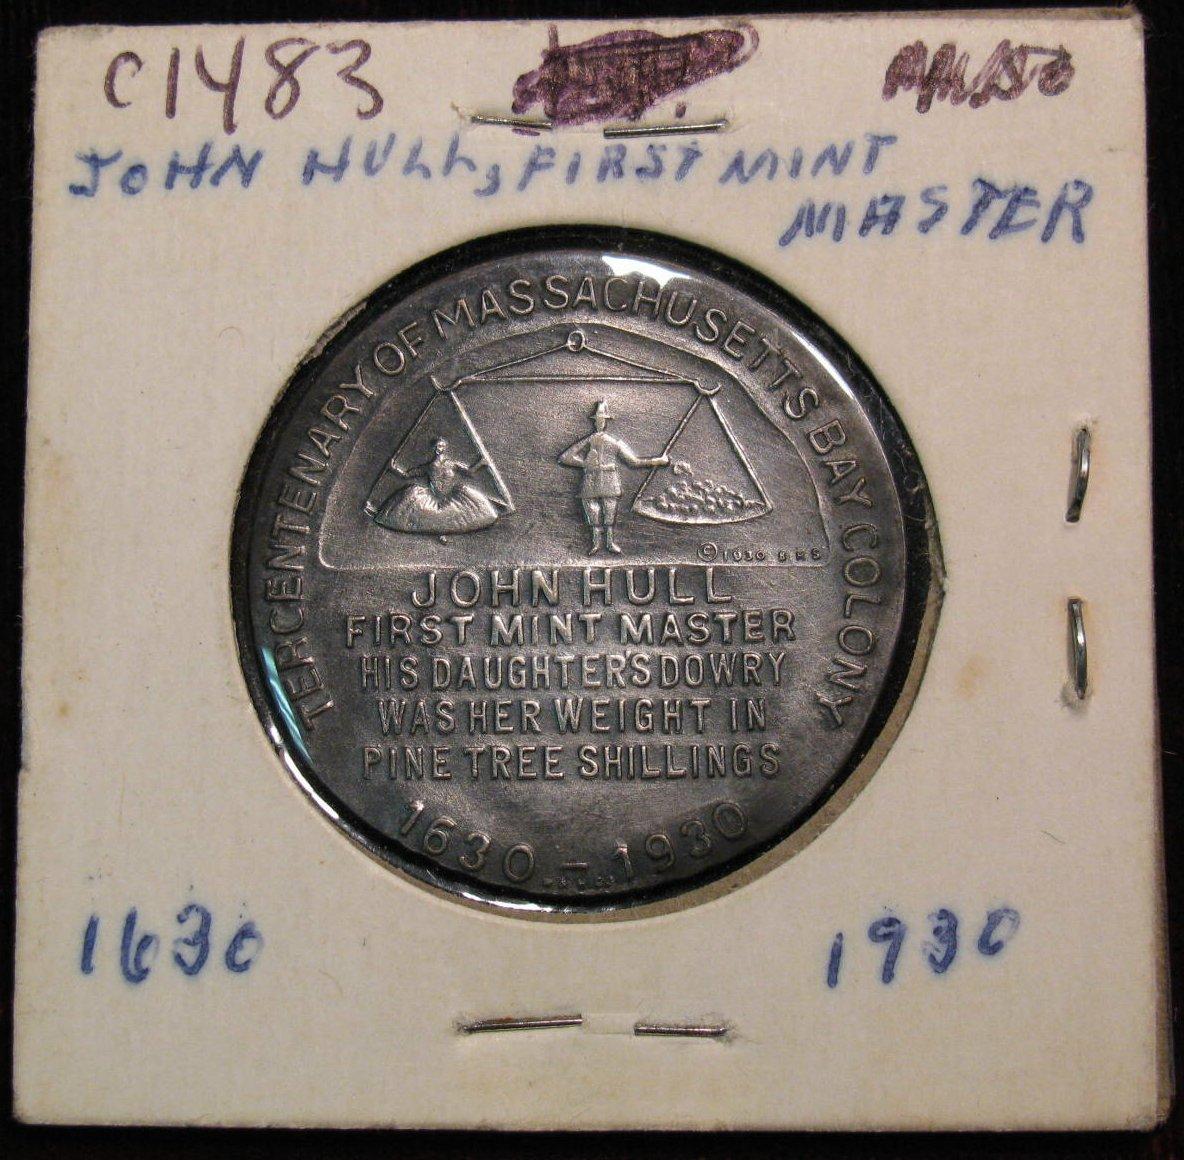 C1483
JOHN HULL, FIRST MINT
MASTER
TERCENTENARY OF MASSACHUSETTS BAY COLONY
© 1930 B M S
JOHN HULL
FIRST MINT MASTER
HIS DAUGHTER'S DOWRY
WAS HER WEIGHT IN
PINE TREE SHILLINGS
1630 – 1930
1630
1930